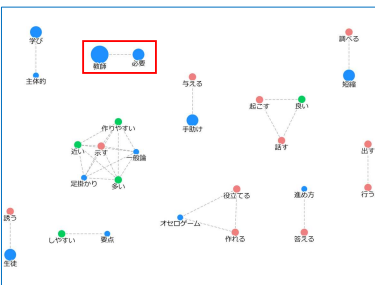 学び
主体的
教師
必要
調べる
短縮
与える
手助け
起こす
良い
話す
作りやすい
近い
示す
一般論
足掛かり
多い
出す
行う
役立てる
オセロゲーム
作れる
進め方
答える
誘う
生徒
しやすい
要点